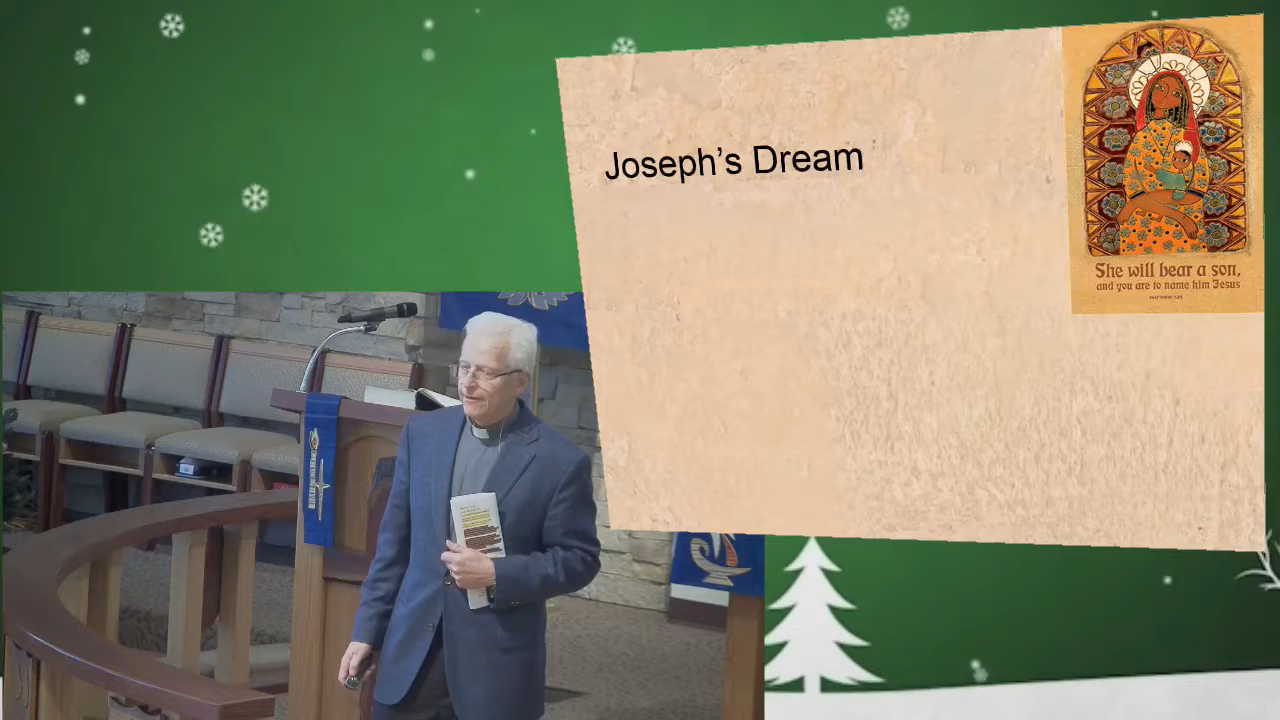 Joseph’s Dream
She will bear a son,
and you are to name him Jesus